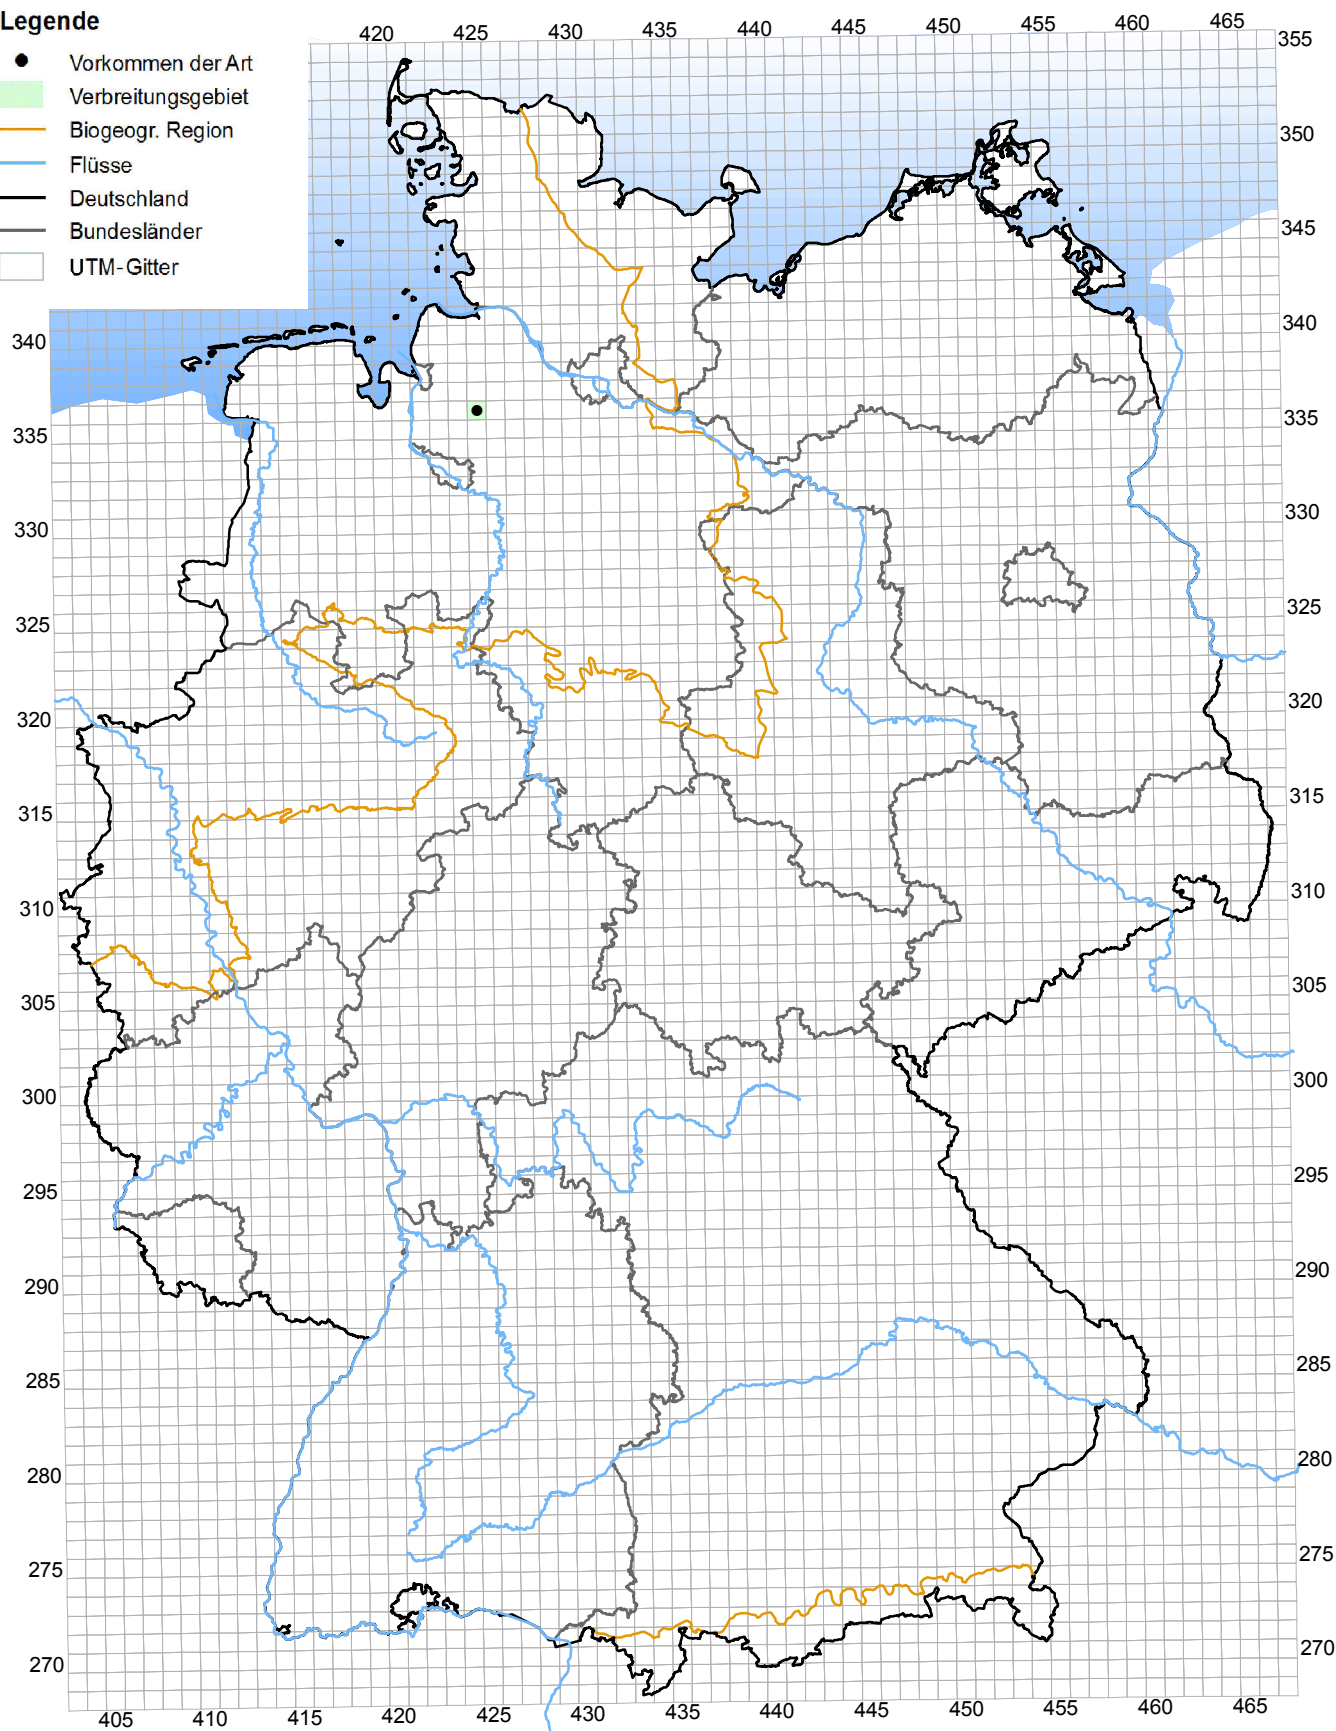 Legende
Vorkommen der Art
Verbreitungsgebiet
Biogeogr. Region
Flüsse
Deutschland
Bundesländer
UTM-Gitter
420 425 430 435 440 445 450 455 460 465
355
350
345
340 340
335 335
330 330
325 325
320 320
315 315
310 310
305 305
300 300
295 295
290 290
285 285
280 280
275 275
270 270
405 410 415 420 425 430 435 440 445 450 455 460 465